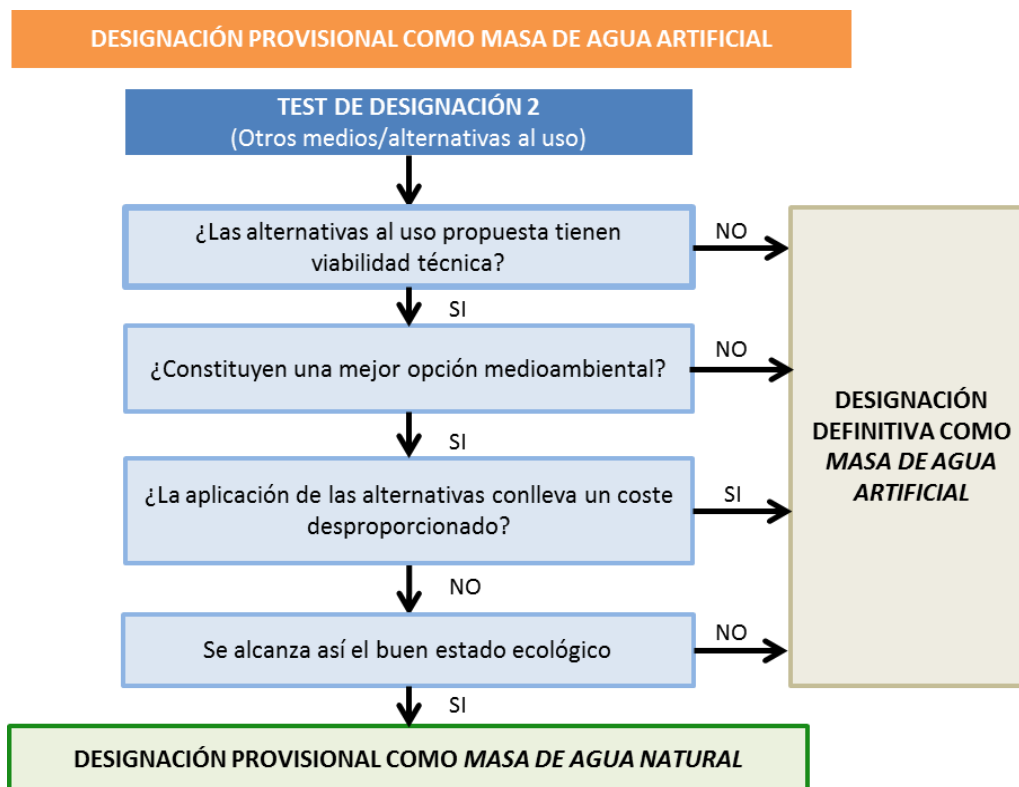 DESIGNACIÓN PROVISIONAL COMO MASA DE AGUA ARTIFICIAL
TEST DE DESIGNACIÓN 2
(Otros medios/alternativas al uso)
¿Las alternativas al uso propuesta tienen
viabilidad técnica?
NO
SI
¿Constituyen una mejor opción medioambiental?
NO
SI
¿La aplicación de las alternativas conlleva un coste
desproporcionado?
SI
NO
Se alcanza así el buen estado ecológico
NO
SI
DESIGNACIÓN
DEFINITIVA COMO
MASA DE AGUA
ARTIFICIAL
DESIGNACIÓN PROVISIONAL COMO MASA DE AGUA NATURAL